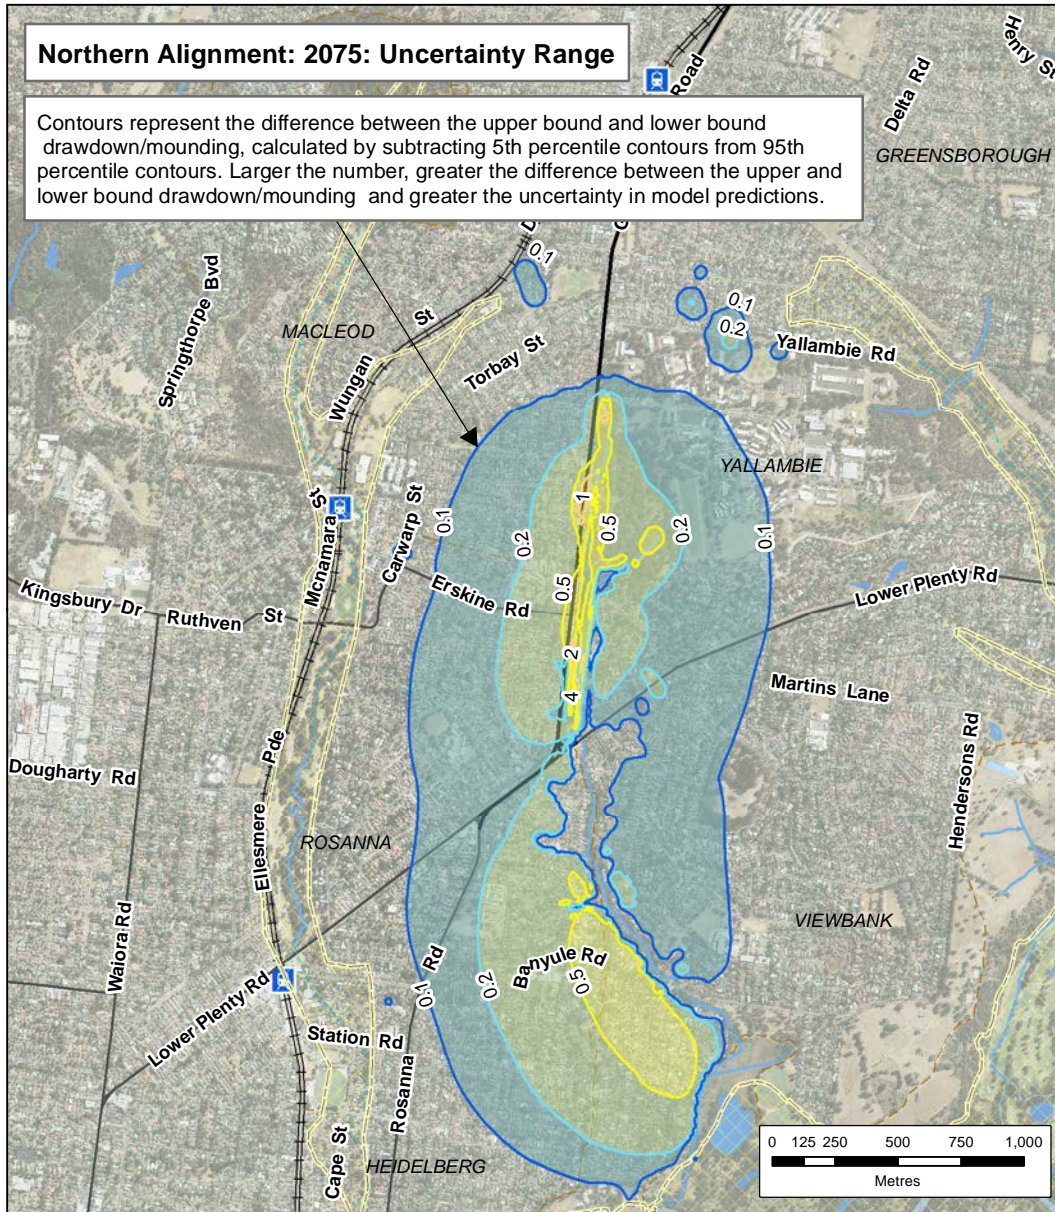 Northern Alignment: 2075: Uncertainty Range
Contours represent the difference between the upper bound and lower bound
drawdown/mounding, calculated by subtracting 5th percentile contours from 95th
percentile contours. Larger the number, greater the difference between the upper and
lower bound drawdown/mounding and greater the uncertainty in model predictions.
Henry St
Road
Delta Rd
GREENSBOROUGH
Springthorpe Bvd
MACLEOD
Wungan St
Torbay St
0.1
0.1
0.2
Yallambie Rd
YALLAMBIE
Mcnamara St
Carwarp St
0.1
0.2
1
0.5
0.2
0.1
0.5
Kingsbury Dr
Ruthven St
Erskine Rd
Lower Plenty Rd
2
4
Martins Lane
Dougharty Rd
Ellesmere Pde
ROSANNA
Hendersons Rd
VIEWBANK
Waiora Rd
Banyule Rd
0.1
0.2
0.5
Lower Plenty Rd
Station Rd
Rosanna Rd
Cape St
HEIDELBERG
0 125 250 500 750 1,000
Metres